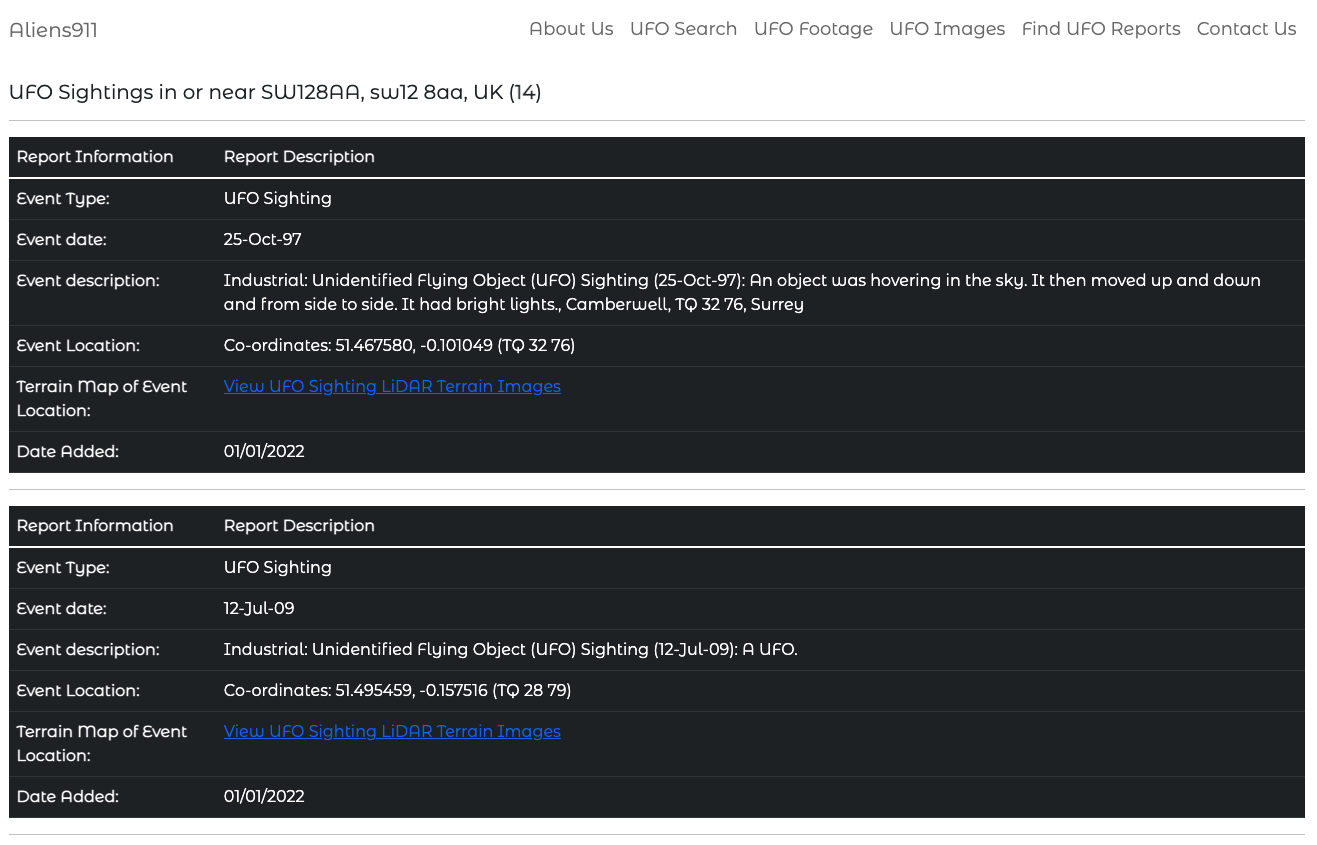 Aliens911
About Us UFO Search UFO Footage UFO Images Find UFO Reports Contact Us
UFO Sightings in or near SW128AA, sw12 8aa, UK (14)
Report Information Report Description
Event Type: UFO Sighting
Event date: 25-Oct-97
Event description: Industrial: Unidentified Flying Object (UFO) Sighting (25-Oct-97): An object was hovering in the sky. It then moved up and down
and from side to side. It had bright lights., Camberwell, TQ 32 76, Surrey
Event Location: Co-ordinates: 51.467580, -0.101049 (TQ 32 76)
Terrain Map of Event View UFO Sighting LiDAR Terrain Images
Location:
Date Added: 01/01/2022
Report Information Report Description
Event Type: UFO Sighting
Event date: 12-Jul-09
Event description: Industrial: Unidentified Flying Object (UFO) Sighting (12-Jul-09): A UFO.
Event Location: Co-ordinates: 51.495459, -0.157516 (TQ 28 79)
Terrain Map of Event View UFO Sighting LiDAR Terrain Images
Location:
Date Added: 01/01/2022